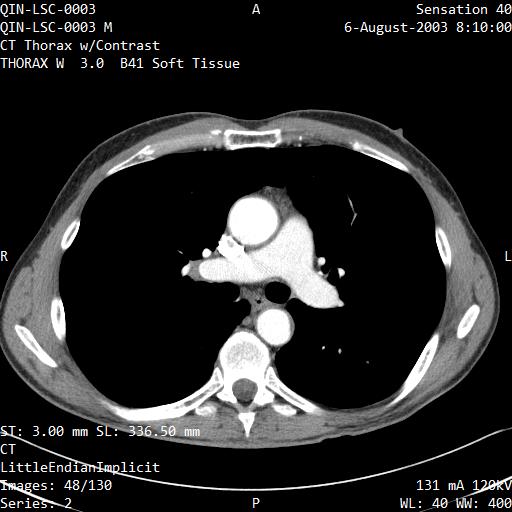 QIN-LSC-0003
A
Sensation 40
QIN-LSC-0003 M
6-August-2003 8:10:00
CT Thorax w/Contrast
THORAX W 3.0 B41 Soft Tissue
R
L
ST: 3.00 mm SL: 336.50 mm
CT
LittleEndianImplicit
Images: 48/130
131 mA 120kV
Series: 2
P
WL: 40 WW: 400